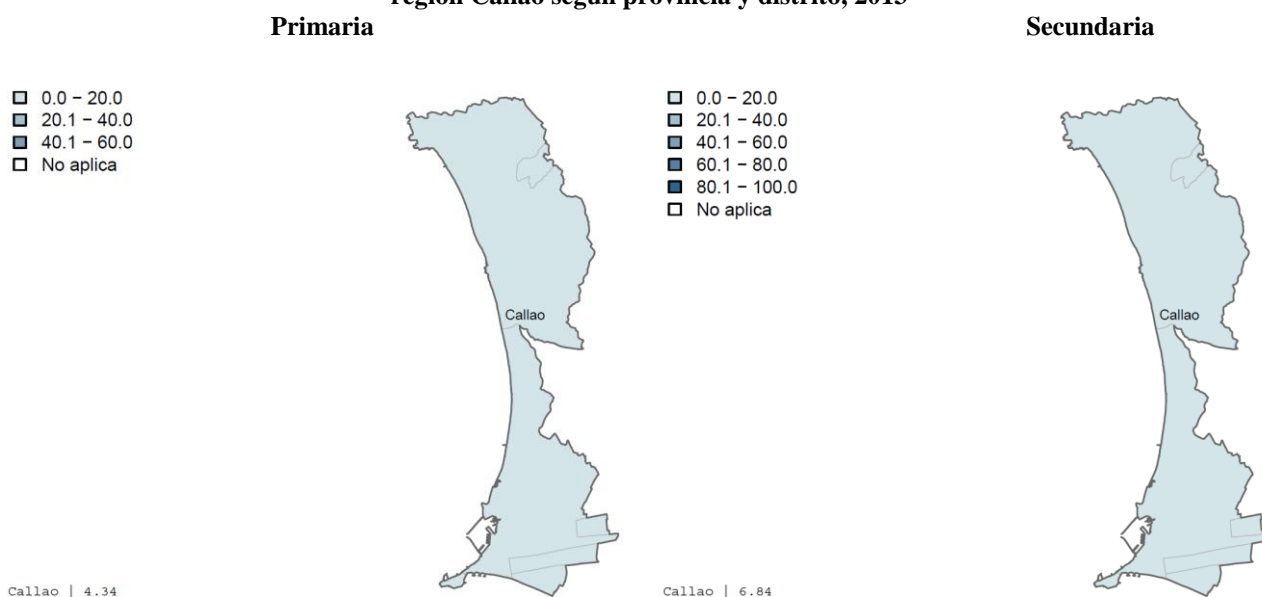 región Callao según provincia y distrito, 2015
Primaria
Secundaria
0.0 − 20.0
20.1 − 40.0
40.1 − 60.0
No aplica
Callao
Callao | 4.34
0.0 − 20.0
20.1 − 40.0
40.1 − 60.0
60.1 − 80.0
80.1 − 100.0
No aplica
Callao
Callao | 6.84